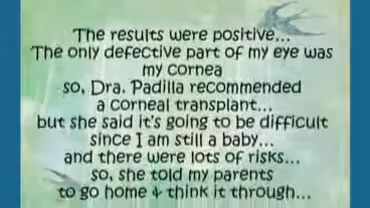 The results were positive...
The only defective part of my eye was
my cornea
so, Dra. Padilla recommended
a corneal transplant...
but she said it's going to be difficult
since I am still a baby...
and there were lots of risks...
so, she told my parents
to go home & think it through...